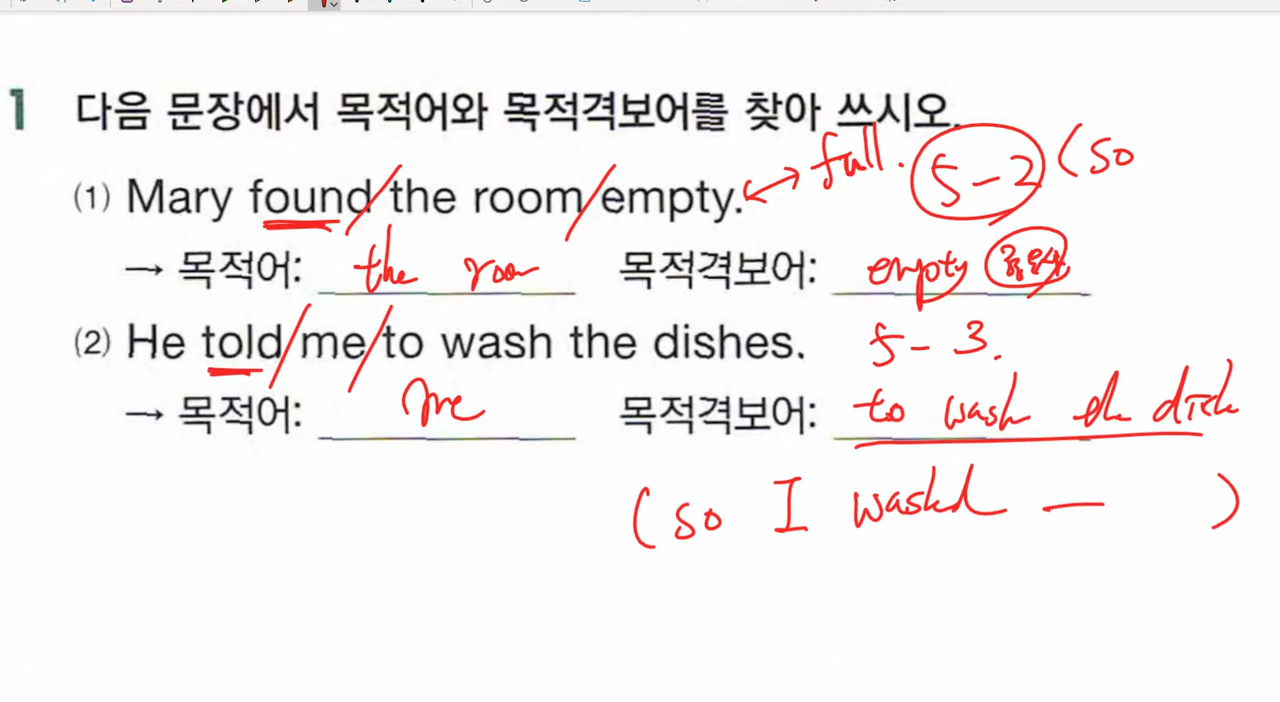 1 다음 문장에서 목적어와 목적격보어를 찾아 쓰시오.
(1) Mary found/the room/empty. ↔ full. 5-2 (so
→ 목적어: the room 목적격보어: empty
(2) He told/me/to wash the dishes. 5-3.
→ 목적어: me 목적격보어: to wash the dish
(so I washd — )